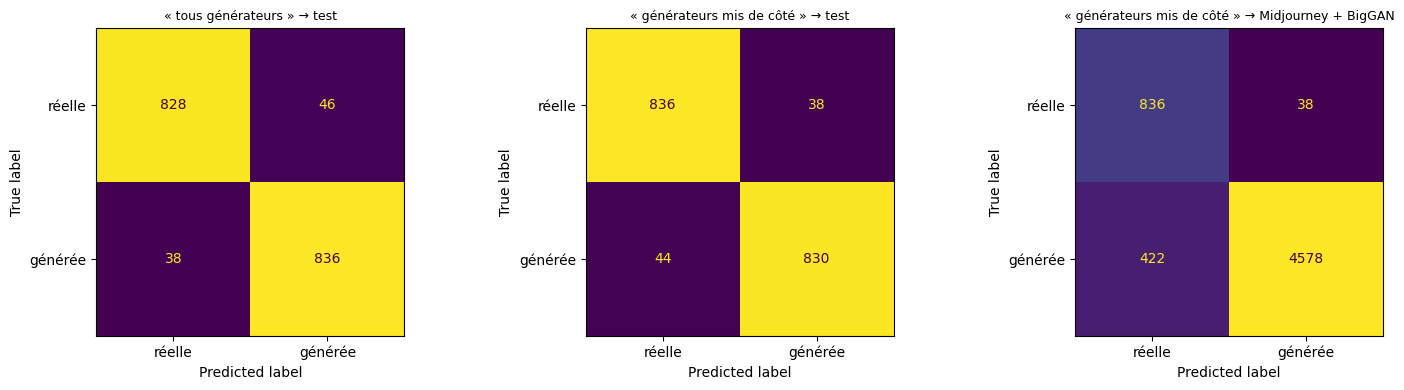 « tous générateurs » → test
réelle
générée
828
46
38
836
réelle
générée
True label
Predicted label
« générateurs mis de côté » → test
réelle
générée
836
38
44
830
réelle
générée
True label
Predicted label
« générateurs mis de côté » → Midjourney + BigGAN
réelle
générée
836
38
422
4578
réelle
générée
True label
Predicted label